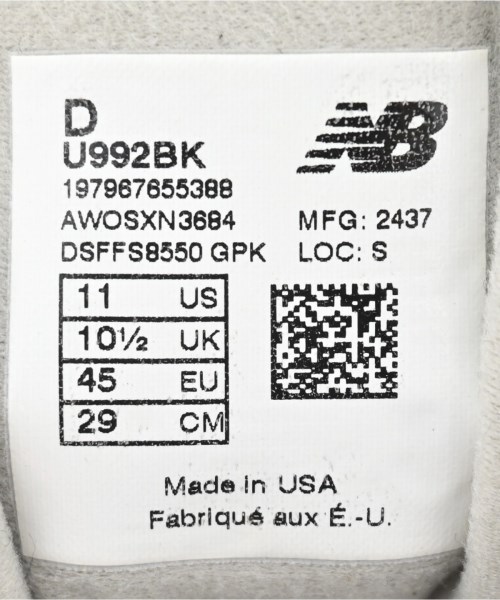 D
NB
U992BK
197967655388
AWOSXN3684 MFG: 2437
DSFFS8550 GPK LOC: S
11 US
10½ UK
45 EU
29 CM
Made in USA
Fabriqué aux É.-U.